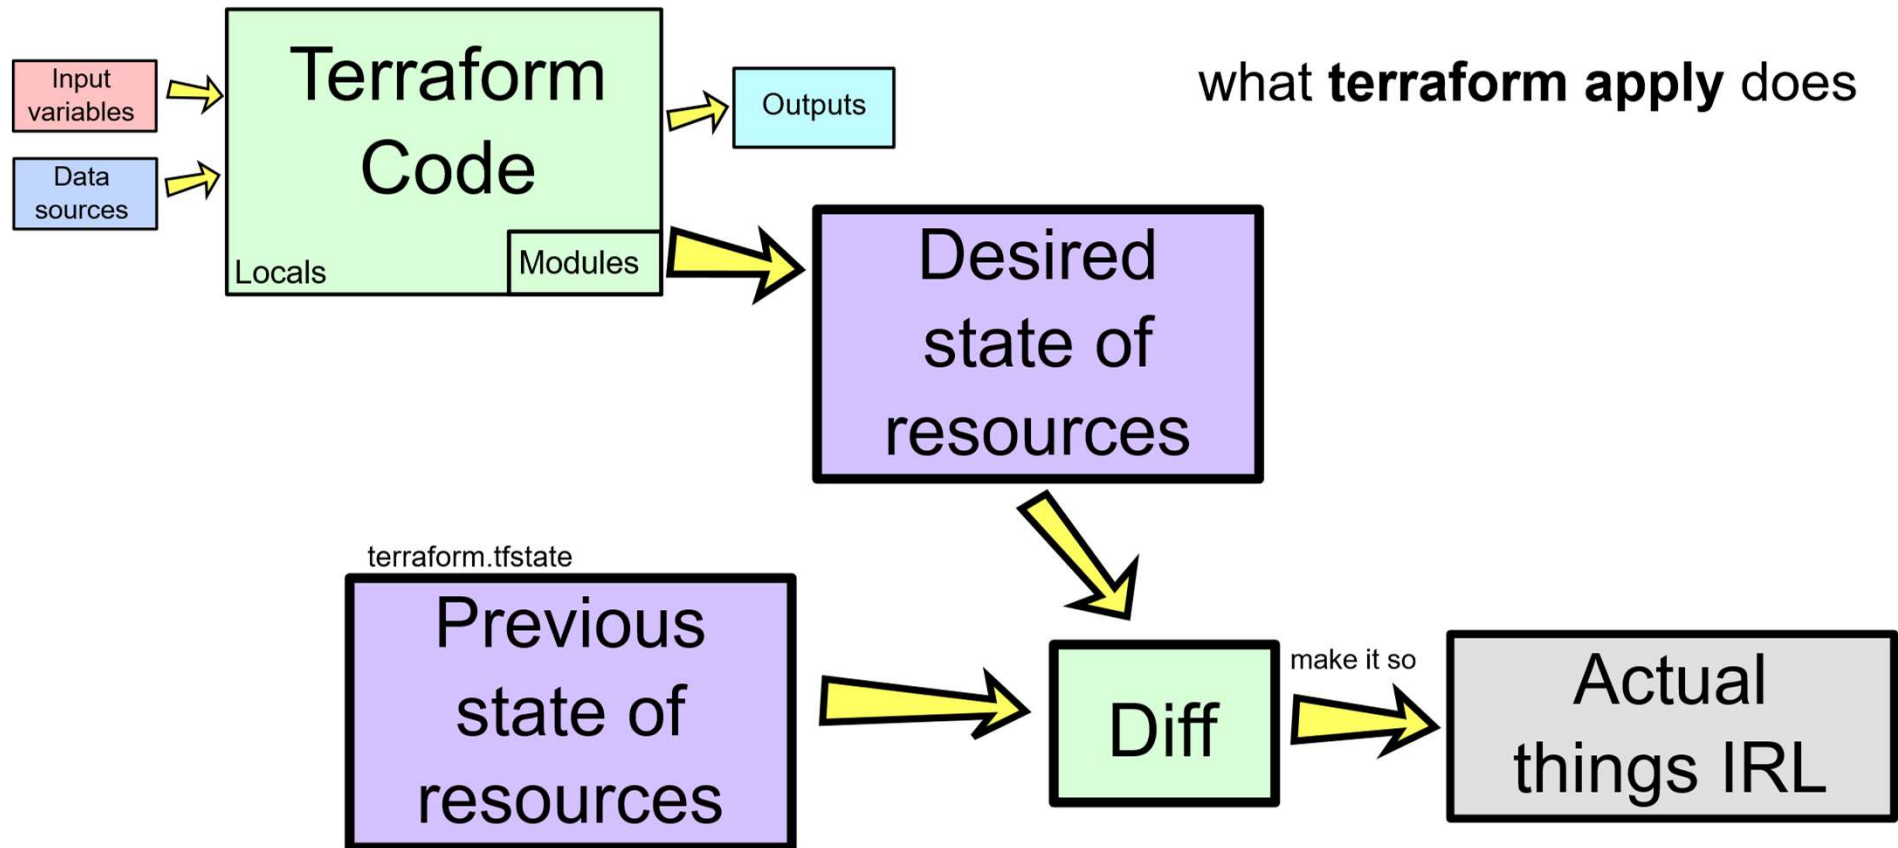 Input
variables
Data
sources
Terraform
Code
Locals
Modules
Outputs
what terraform apply does
Desired
state of
resources
terraform.tfstate
Previous
state of
resources
Diff
make it so
Actual
things IRL